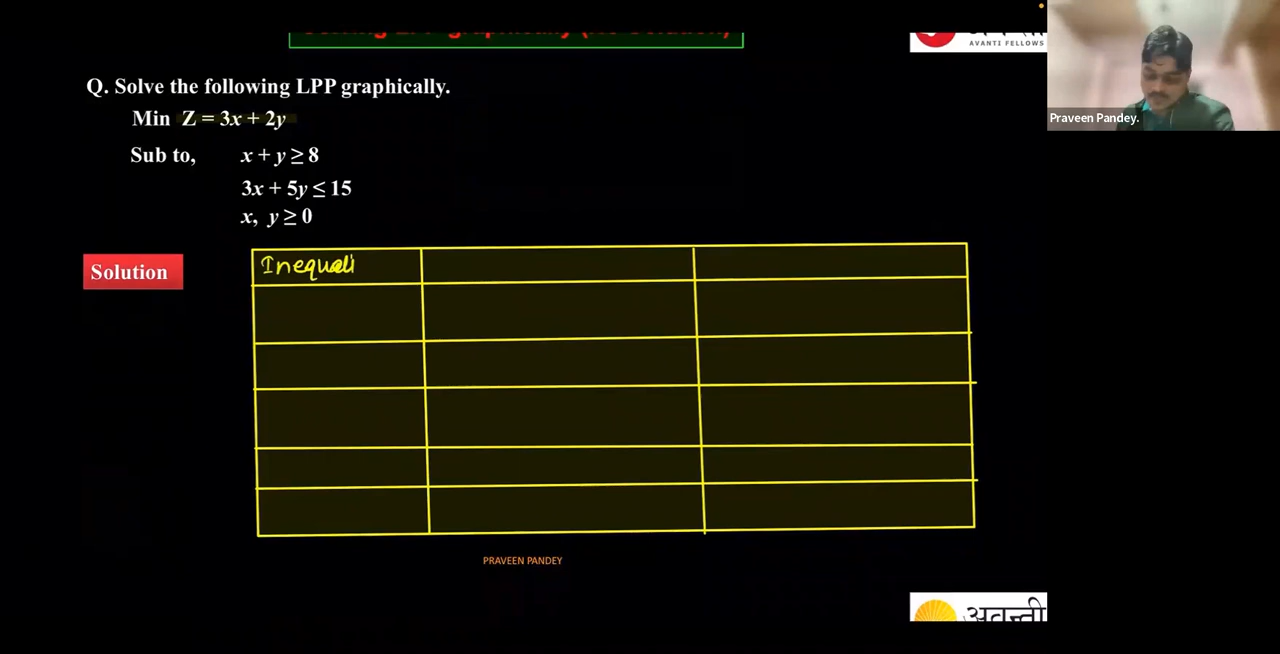 AVANTI FELLOWS
Q. Solve the following LPP graphically.
Min Z = 3x + 2y
Sub to, x + y ≥ 8
3x + 5y ≤ 15
x, y ≥ 0
Praveen Pandey.
Solution
Inequali
PRAVEEN PANDEY